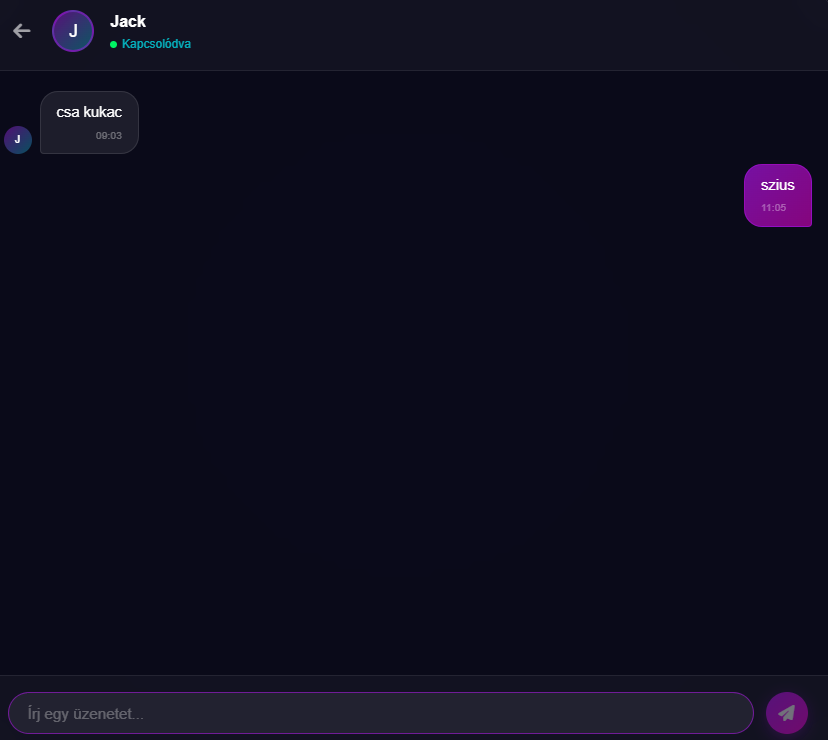 J
Jack
Kapcsolódva
csa kukac
09:03
J
szius
11:05
Írj egy üzenetet...